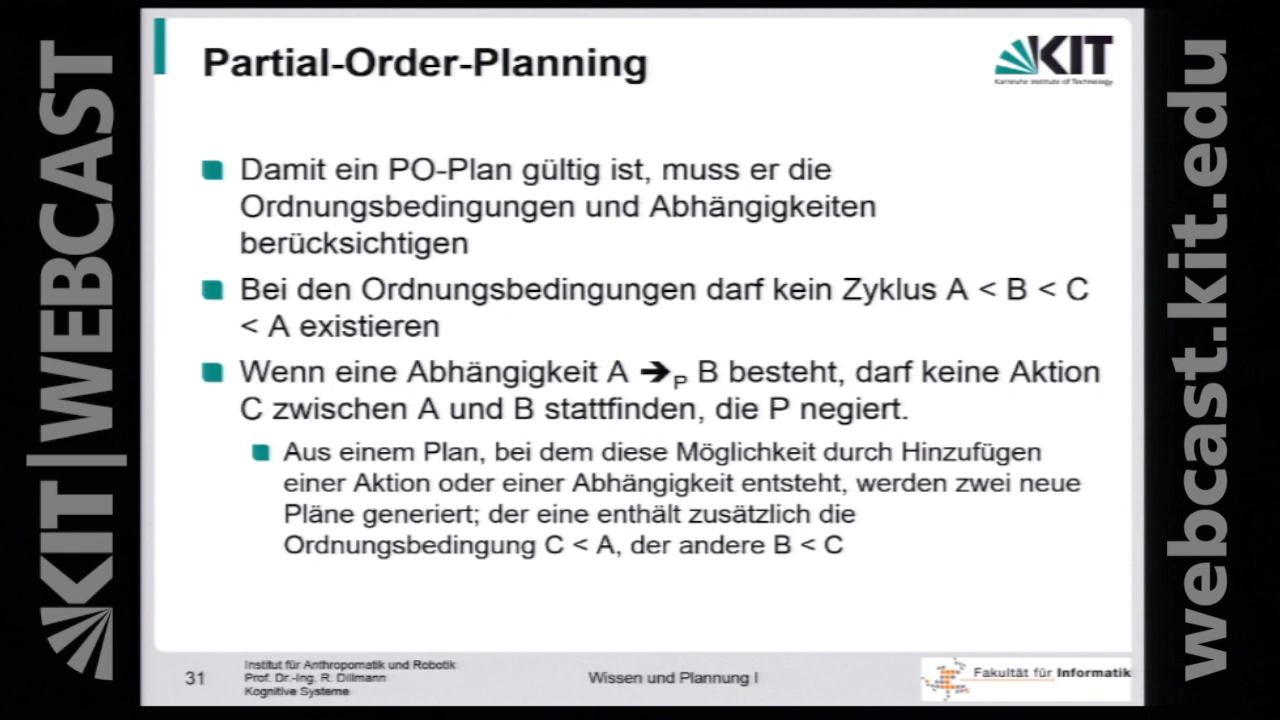 KIT | WEBCAST
Partial-Order-Planning
KIT
Karlsruhe Institute of Technology
Damit ein PO-Plan gültig ist, muss er die
Ordnungsbedingungen und Abhängigkeiten
berücksichtigen
Bei den Ordnungsbedingungen darf kein Zyklus A < B < C
< A existieren
Wenn eine Abhängigkeit A ➔P B besteht, darf keine Aktion
C zwischen A und B stattfinden, die P negiert.
Aus einem Plan, bei dem diese Möglichkeit durch Hinzufügen
einer Aktion oder einer Abhängigkeit entsteht, werden zwei neue
Pläne generiert; der eine enthält zusätzlich die
Ordnungsbedingung C < A, der andere B < C
31
Institut für Anthropomatik und Robotik
Prof. Dr.-Ing. R. Dillmann
Kognitive Systeme
Wissen und Plannung I
Fakultät für Informatik
webcast.kit.edu